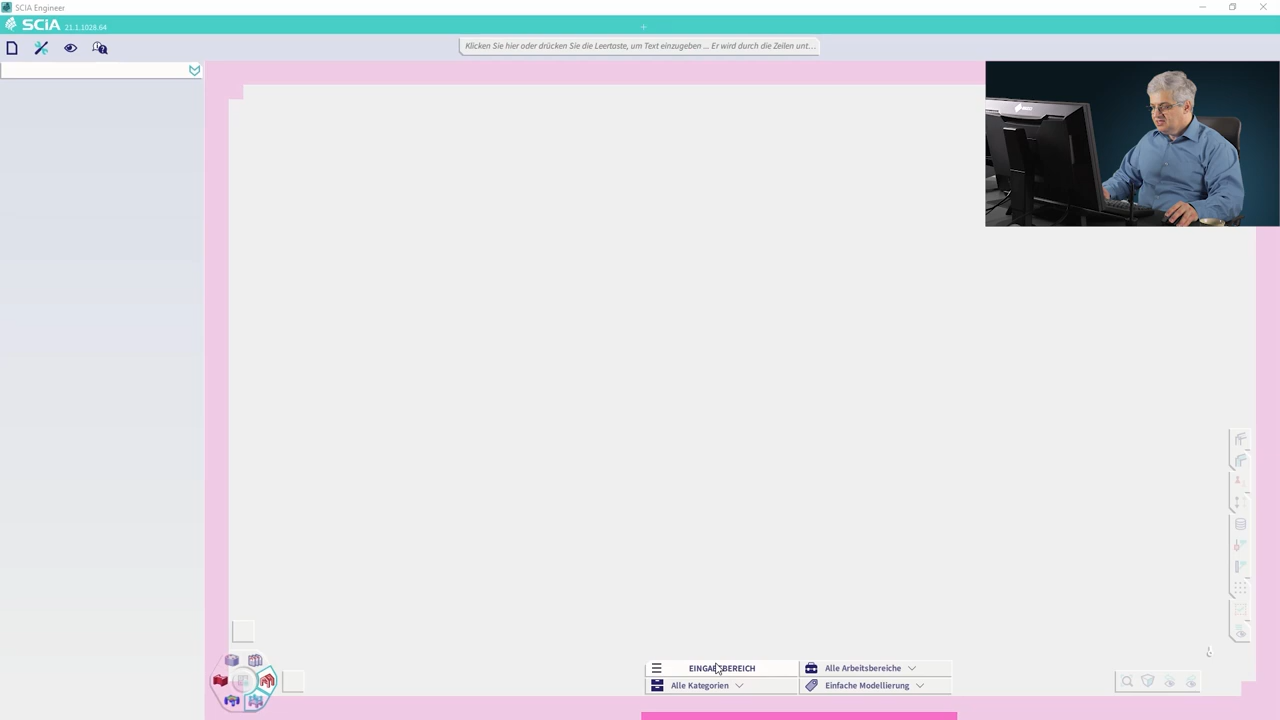 SCIA Engineer
SCIA 21.1.1028.64
Klicken Sie hier oder drücken Sie die Leertaste, um Text einzugeben ... Er wird durch die Zeilen unt...
EINGABEBEREICH
Alle Arbeitsbereiche
Alle Kategorien
Einfache Modellierung